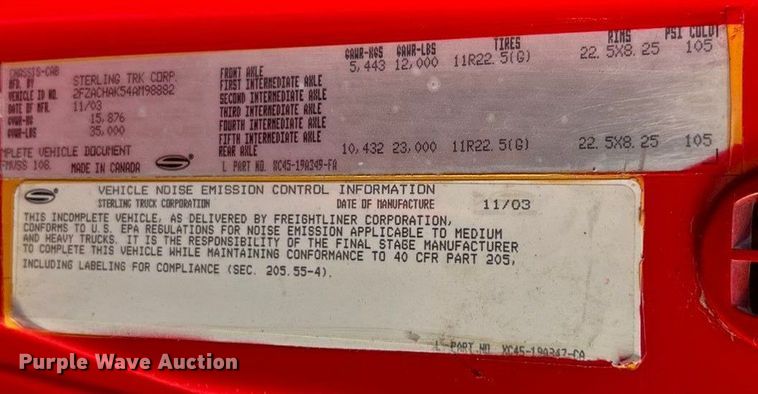 GAWR-KGS GAWR-LBS TIRES RIMS PSI COLD
CHASSIS-CAB FRONT AXLE 5,443 12,000 11R22.5(G) 22.5X8.25 105
MFD. BY STERLING TRK CORP. FIRST INTERMEDIATE AXLE
VEHICLE ID NO. 2FZACHAK54AM98882 SECOND INTERMEDIATE AXLE
DATE OF MFR. 11/03 THIRD INTERMEDIATE AXLE
GVWR-KG 15,876 FOURTH INTERMEDIATE AXLE
GVWR-LBS 35,000 FIFTH INTERMEDIATE AXLE
REAR AXLE 10,432 23,000 11R22.5(G) 22.5X8.25 105
MPLETE VEHICLE DOCUMENT
FMVSS 106. MADE IN CANADA L PART NO. XC45-19A349-FA
VEHICLE NOISE EMISSION CONTROL INFORMATION
STERLING TRUCK CORPORATION DATE OF MANUFACTURE 11/03
THIS INCOMPLETE VEHICLE, AS DELIVERED BY FREIGHTLINER CORPORATION,
CONFORMS TO U.S. EPA REGULATIONS FOR NOISE EMISSION APPLICABLE TO MEDIUM
AND HEAVY TRUCKS. IT IS THE RESPONSIBILITY OF THE FINAL STAGE MANUFACTURER
TO COMPLETE THIS VEHICLE WHILE MAINTAINING CONFORMANCE TO 40 CFR PART 205,
INCLUDING LABELING FOR COMPLIANCE (SEC. 205.55-4).
L PART NO. XC45-19A347-CA
Purple Wave Auction